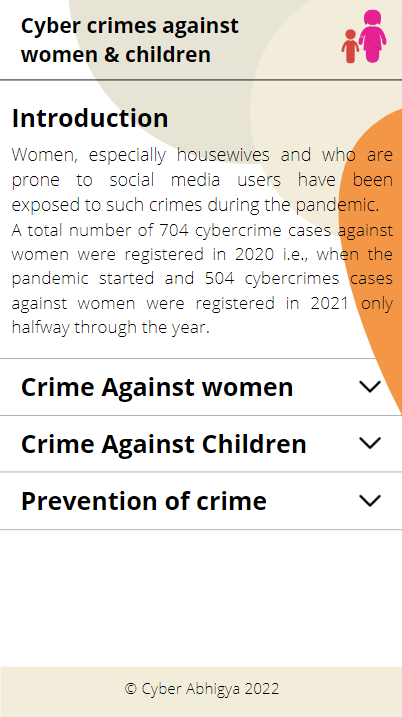 Cyber crimes against
women & children
Introduction
Women, especially housewives and who are
prone to social media users have been
exposed to such crimes during the pandemic.
A total number of 704 cybercrime cases against
women were registered in 2020 i.e., when the
pandemic started and 504 cybercrimes cases
against women were registered in 2021 only
halfway through the year.
Crime Against women
Crime Against Children
Prevention of crime
© Cyber Abhigya 2022